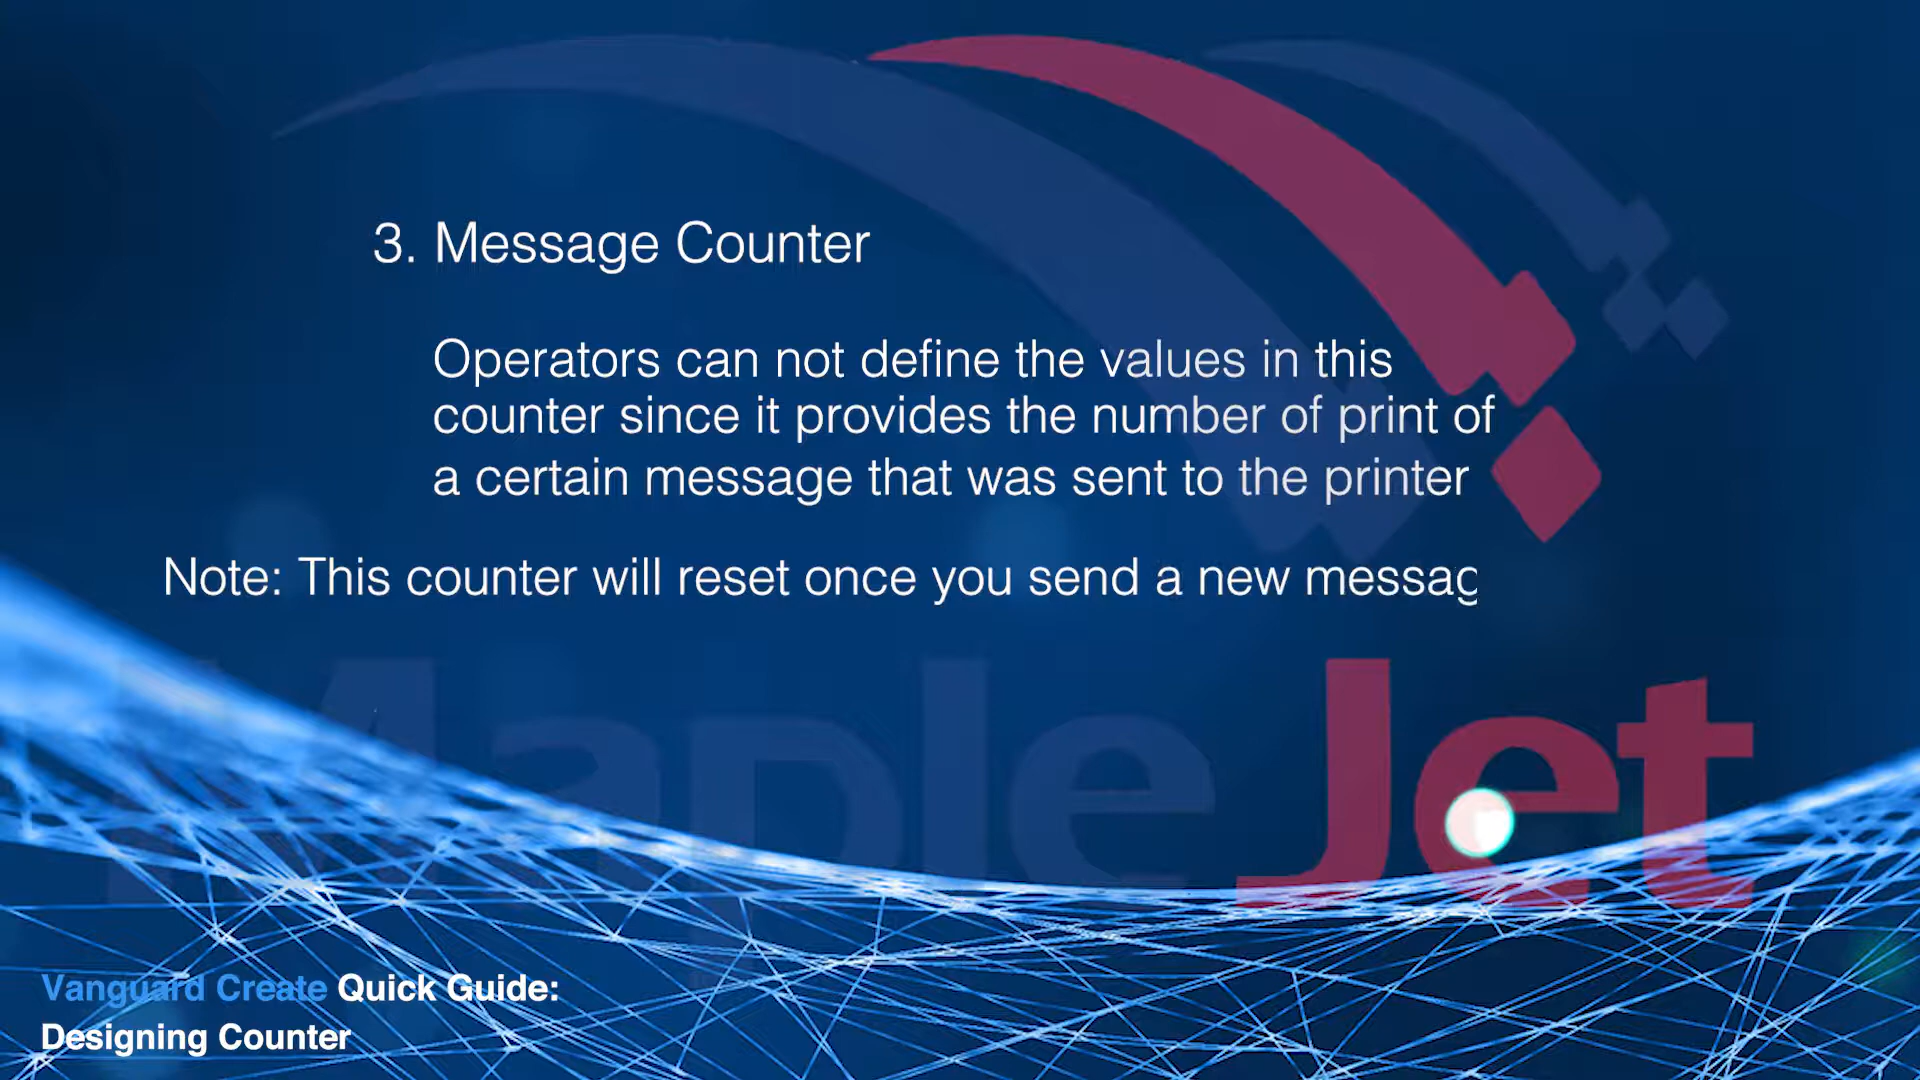 3. Message Counter
Operators can not define the values in this
counter since it provides the number of print of
a certain message that was sent to the printer
Note: This counter will reset once you send a new messag
Maple Jet
Vanguard Create Quick Guide:
Designing Counter